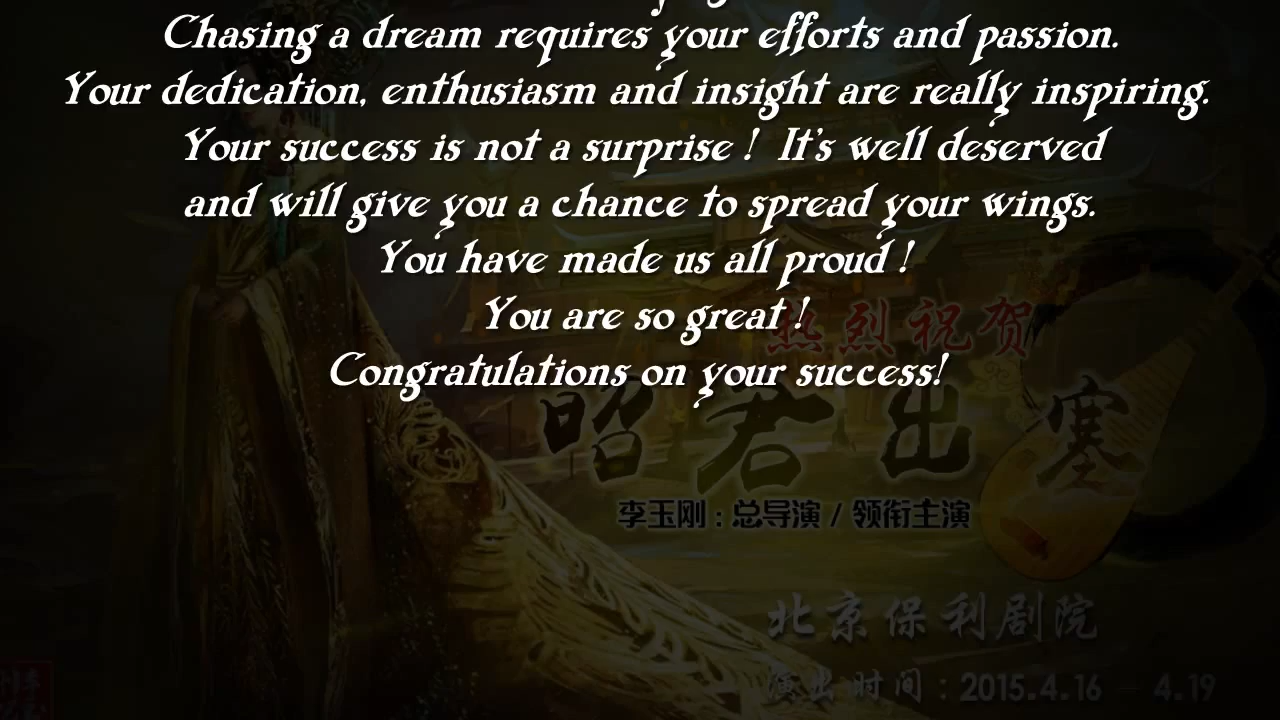 Chasing a dream requires your efforts and passion.
Your dedication, enthusiasm and insight are really inspiring.
Your success is not a surprise ! It's well deserved
and will give you a chance to spread your wings.
You have made us all proud !
You are so great !
热烈祝贺
Congratulations on your success!
昭君出塞
李玉刚 : 总导演 / 领衔主演
北京保利剧院
演出时间 : 2015.4.16 — 4.19